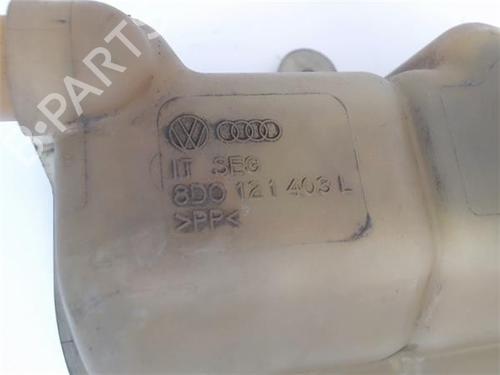 IT SEG
8D0 121 403 L
>PP<
B-PARTS